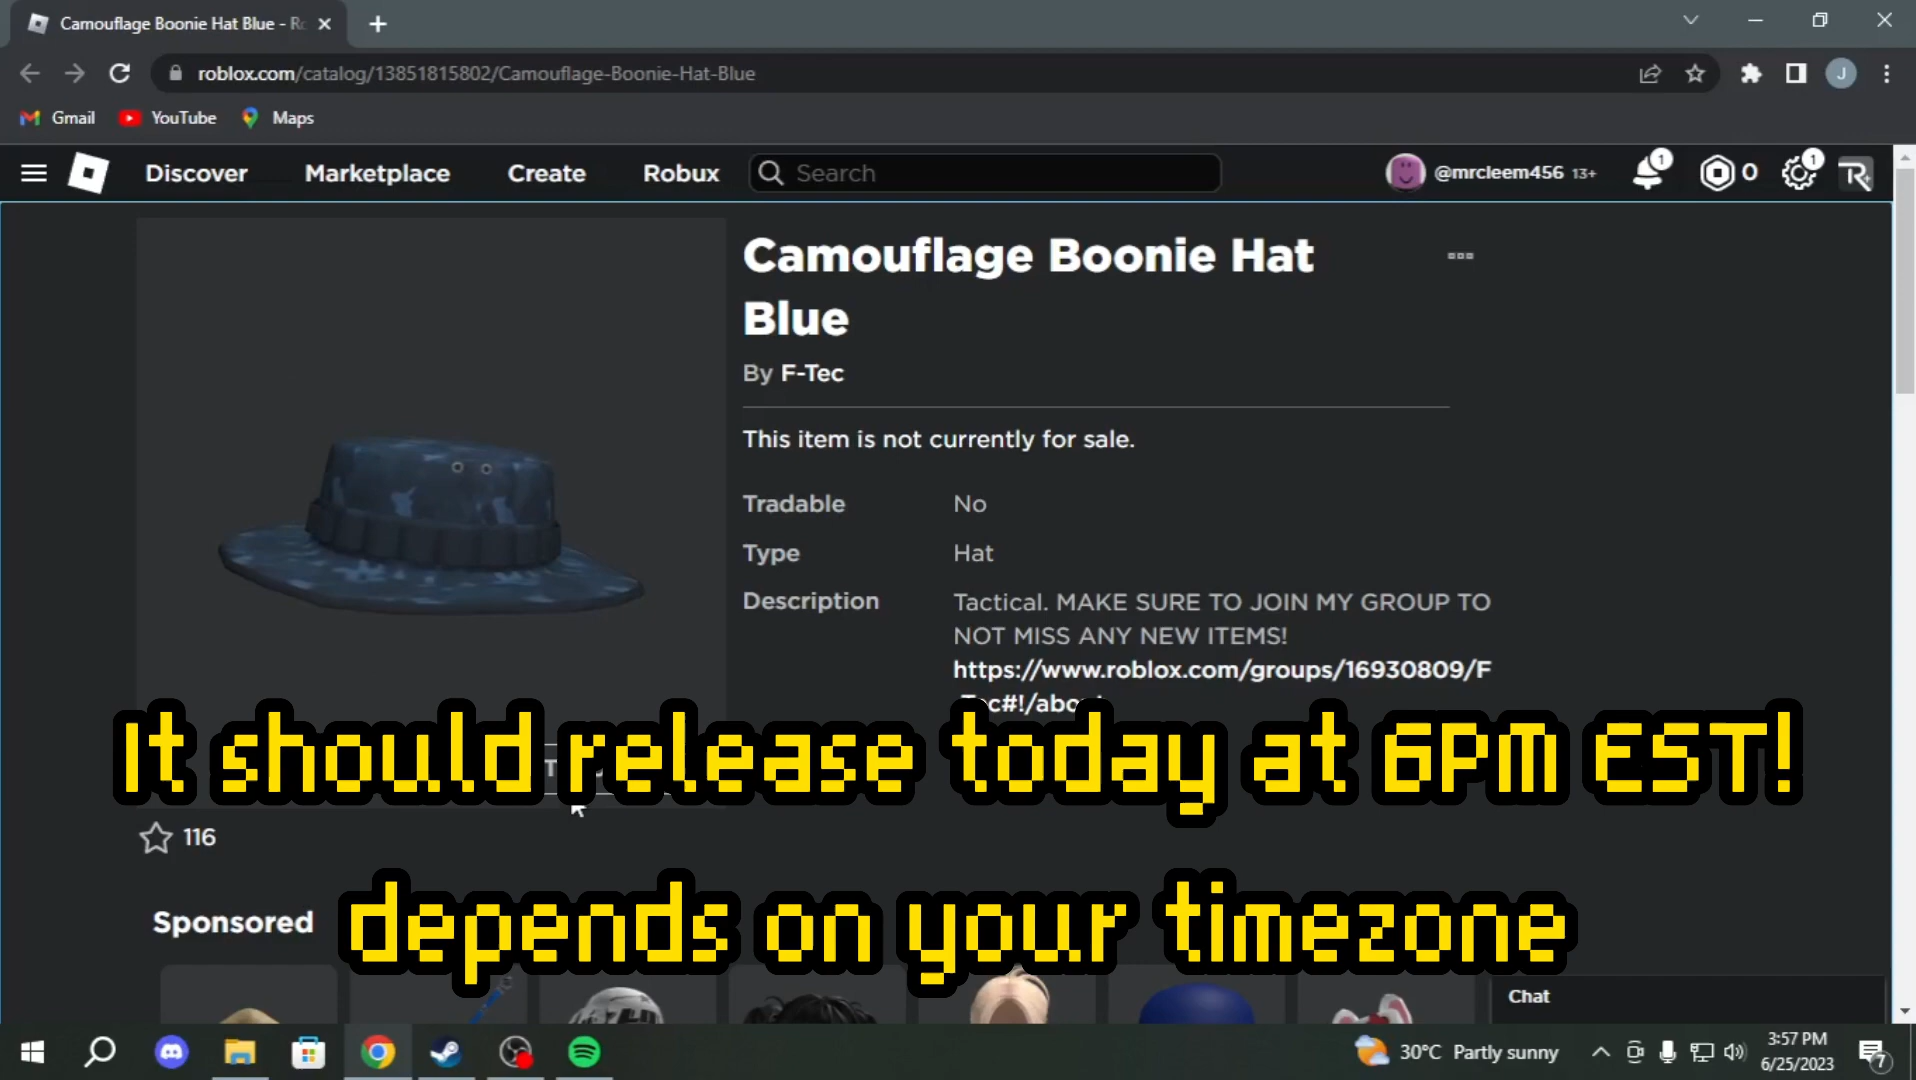 Camouflage Boonie Hat Blue - Ro
roblox.com/catalog/13851815802/Camouflage-Boonie-Hat-Blue
J
Gmail
YouTube
Maps
Discover
Marketplace
Create
Robux
Search
@mrcleem456 13+
1
0
1
Camouflage Boonie Hat
Blue
By F-Tec
This item is not currently for sale.
Tradable No
Type Hat
Description Tactical. MAKE SURE TO JOIN MY GROUP TO
NOT MISS ANY NEW ITEMS!
https://www.roblox.com/groups/16930809/F
It should release today at 6PM EST!
116
depends on your timezone
Sponsored
Chat
30°C Partly sunny
3:57 PM
6/25/2023
7